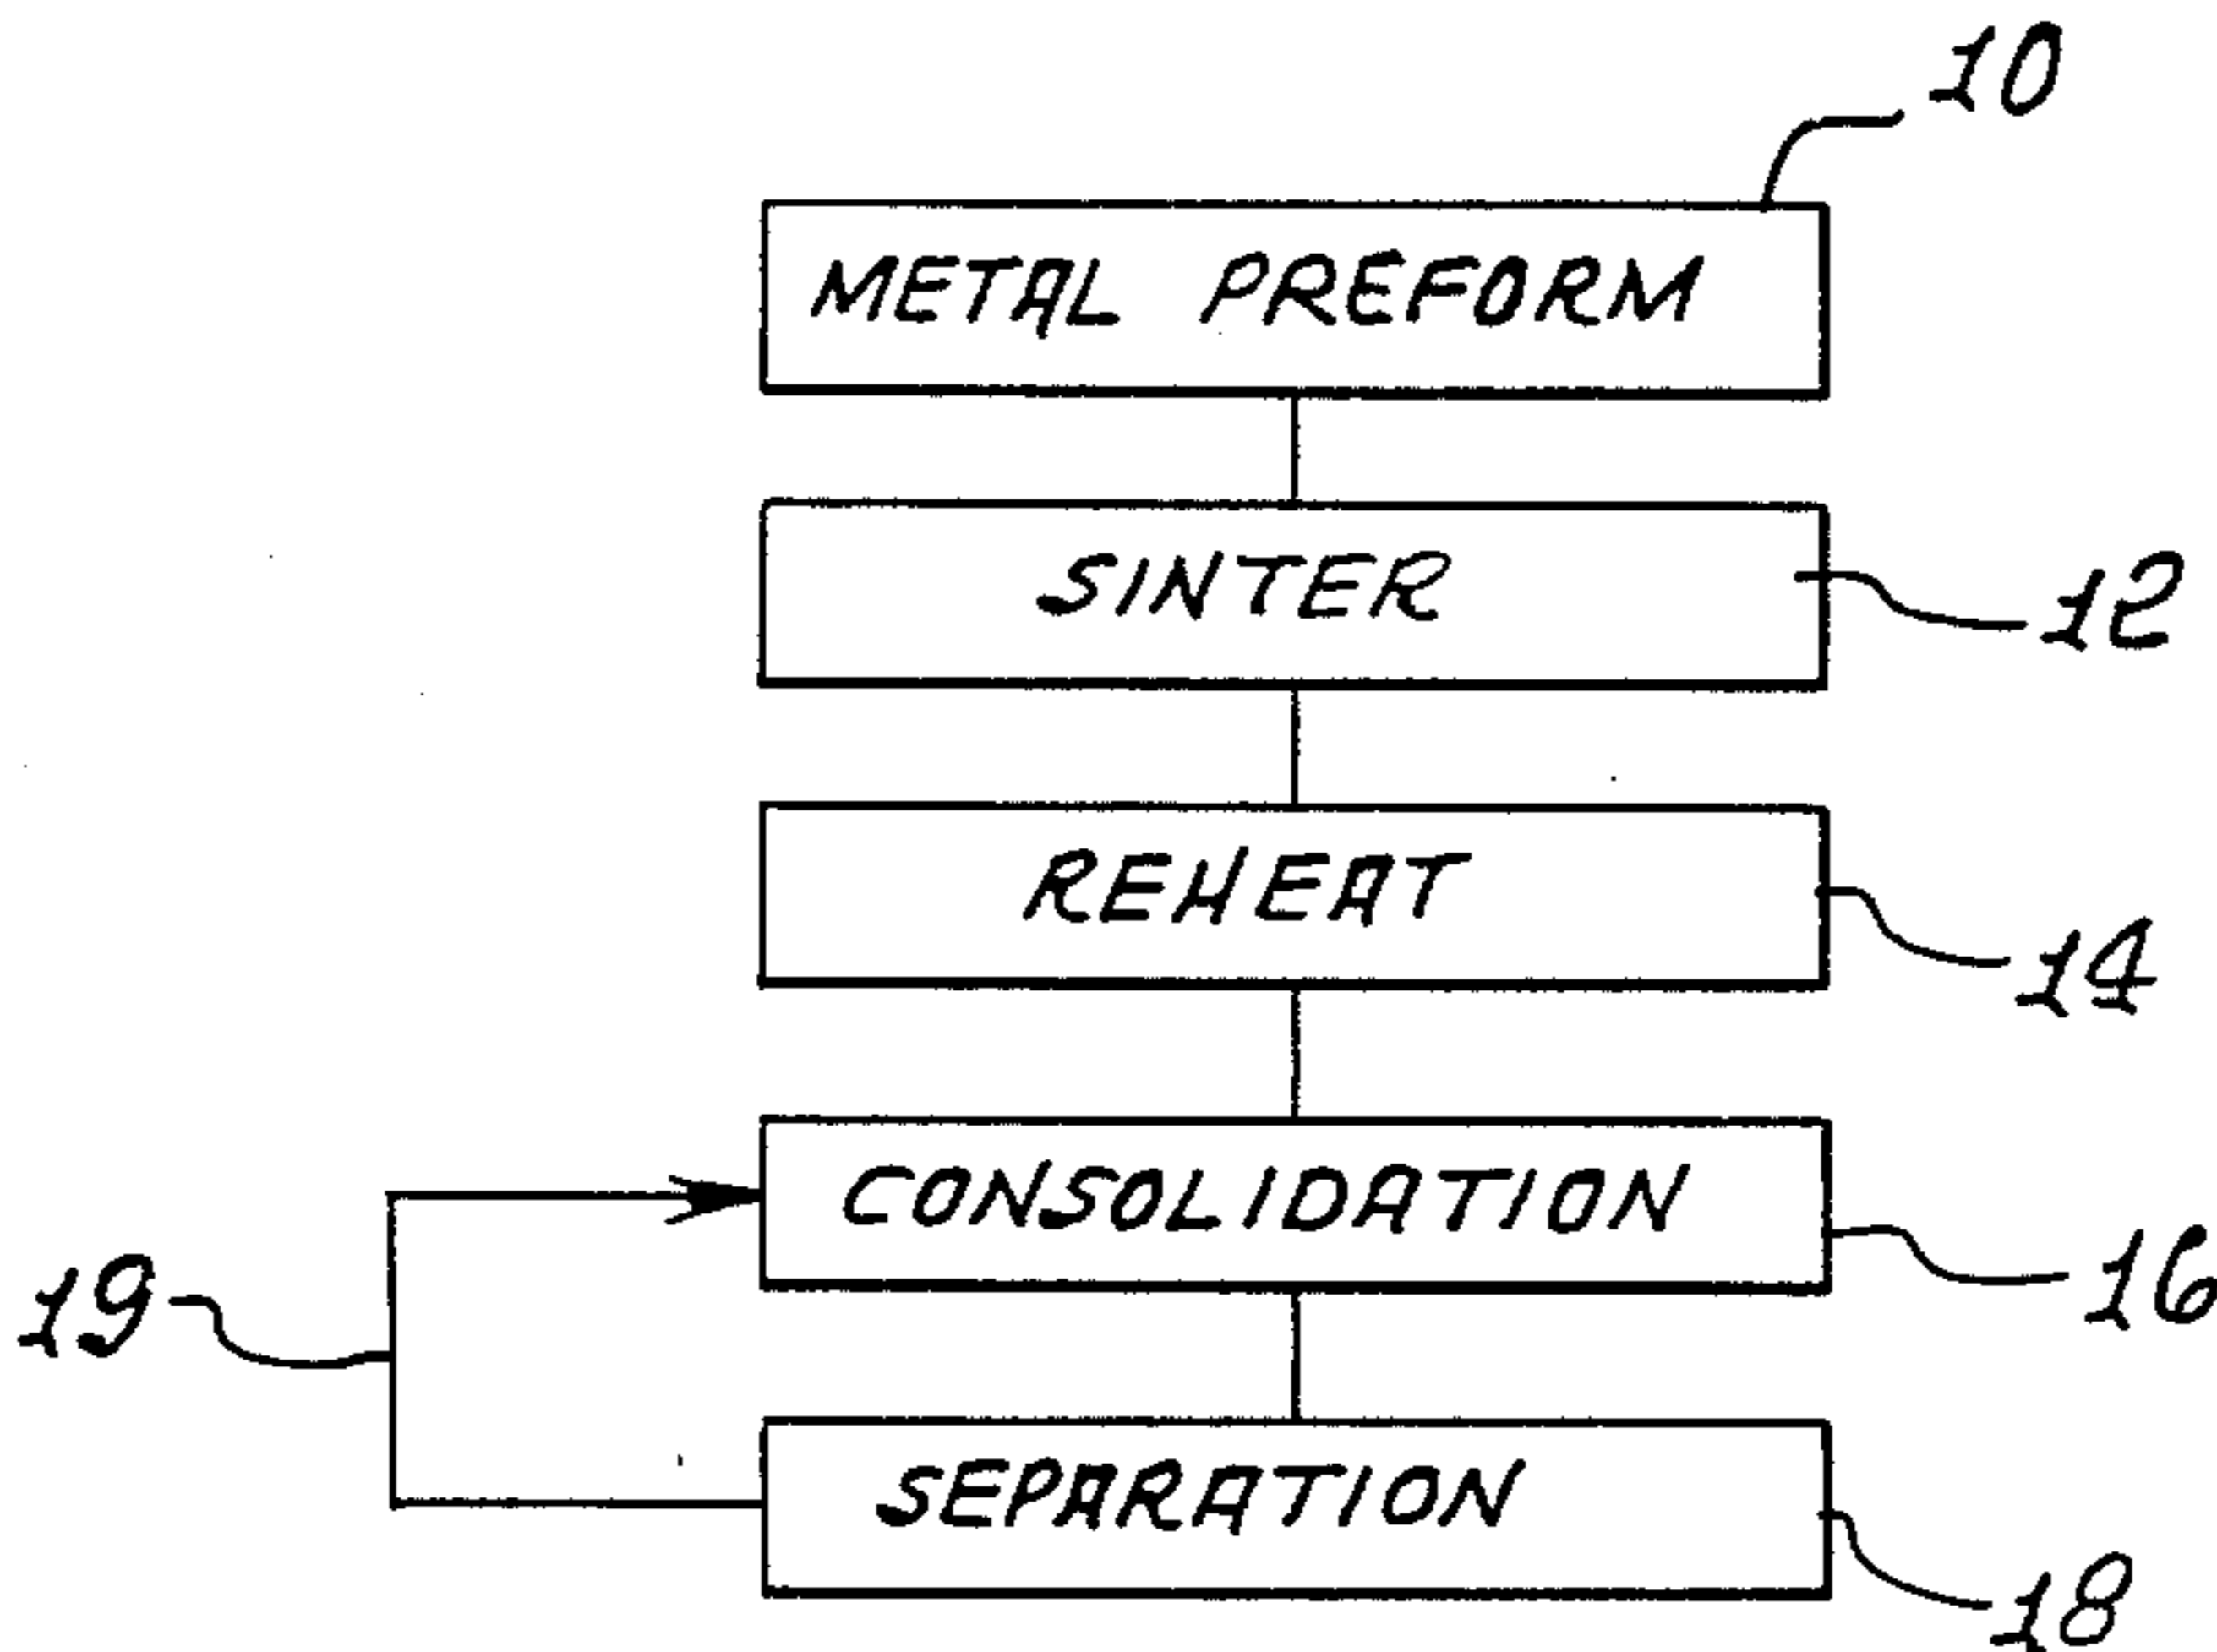 10
METAL PREFORM
SINTER
12
REHEAT
14
CONSOLIDATION
16
19
SEPARATION
18